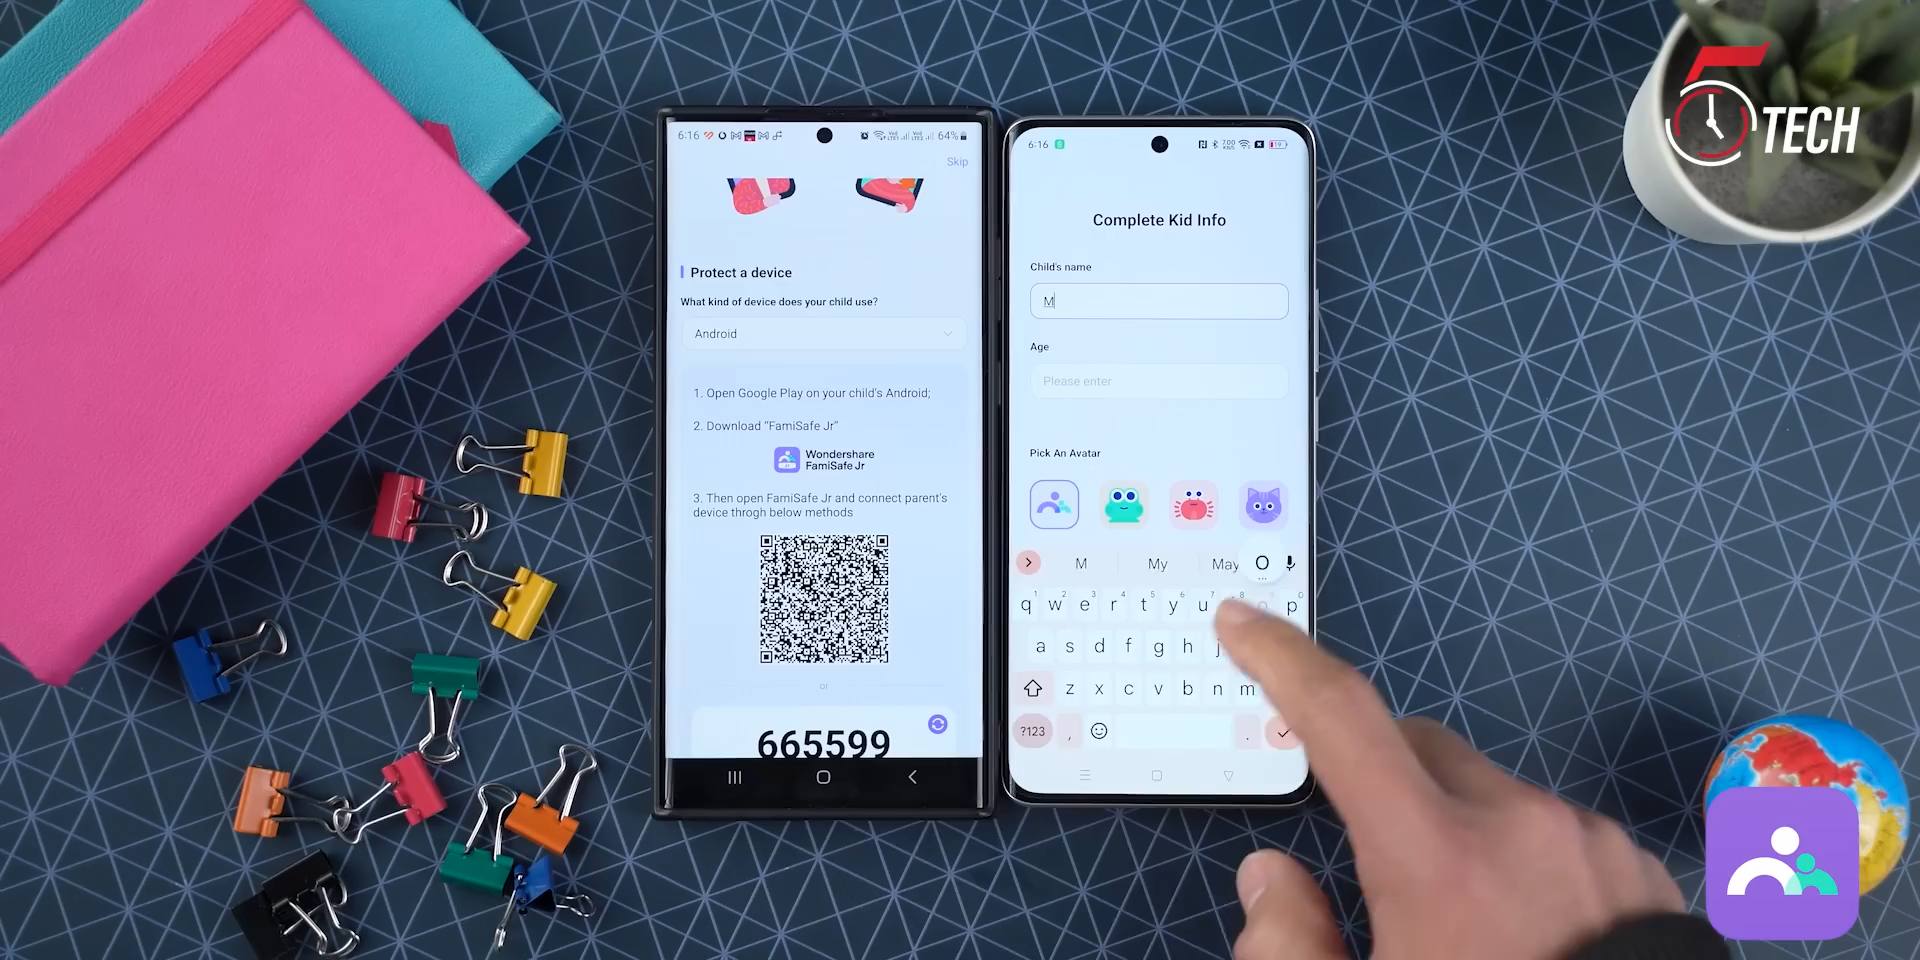 5
TECH
6:16
64%
Skip
Protect a device
What kind of device does your child use?
Android
1. Open Google Play on your child's Android;
2. Download “FamiSafe Jr”
Wondershare
FamiSafe Jr
3. Then open FamiSafe Jr and connect parent's
device throgh below methods
or
665599
6:16
19
Complete Kid Info
Child's name
M
Age
Please enter
Pick An Avatar
M My May O
q w e r t y u p
a s d f g h j
z x c v b n m
?123 , .